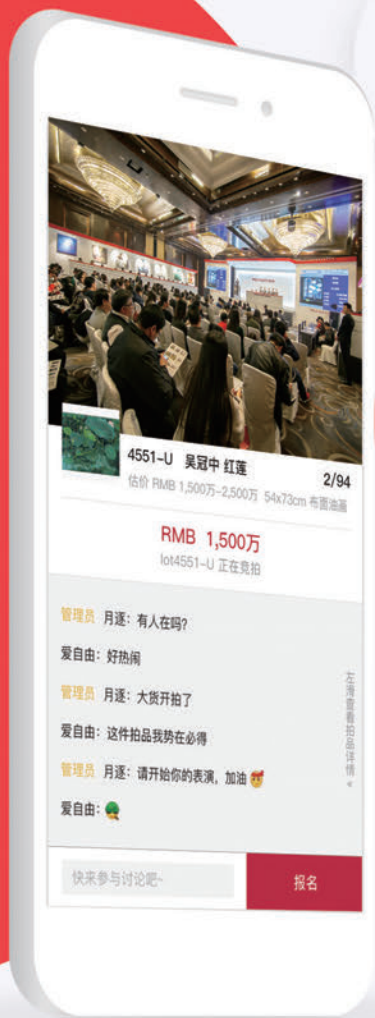 4551-U 吴冠中 红莲 2/94
估价 RMB 1,500万-2,500万 54x73cm 布面油画
RMB 1,500万
lot4551-U 正在竞拍
管理员 月逐：有人在吗？
爱自由：好热闹
管理员 月逐：大货开拍了
爱自由：这件拍品我势在必得
管理员 月逐：请开始你的表演，加油
爱自由：
左滑查看拍品详情 «
快来参与讨论吧~
报名